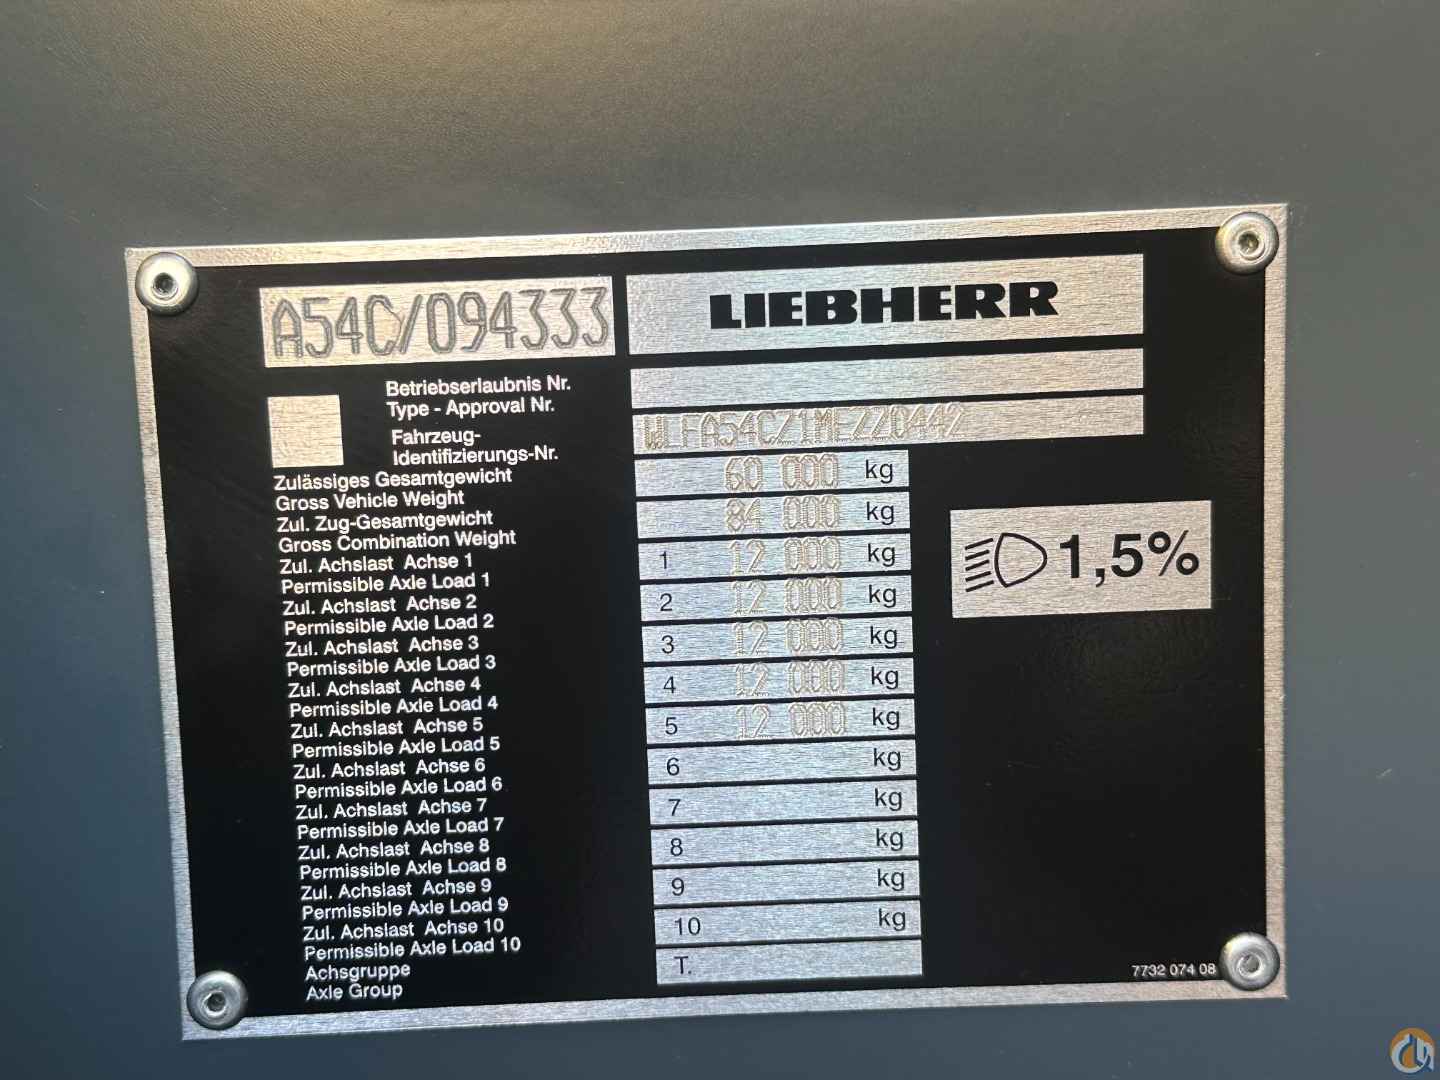 A54C/094333
LIEBHERR
Betriebserlaubnis Nr.
Type - Approval Nr.
Fahrzeug-
Identifizierungs-Nr.
WLFA54CZ1MEZZ0442
Zulässiges Gesamtgewicht
Gross Vehicle Weight
60 000 kg
Zul. Zug-Gesamtgewicht
Gross Combination Weight
84 000 kg
Zul. Achslast Achse 1
Permissible Axle Load 1
1 12 000 kg
Zul. Achslast Achse 2
Permissible Axle Load 2
2 12 000 kg
Zul. Achslast Achse 3
Permissible Axle Load 3
3 12 000 kg
Zul. Achslast Achse 4
Permissible Axle Load 4
4 12 000 kg
Zul. Achslast Achse 5
Permissible Axle Load 5
5 12 000 kg
Zul. Achslast Achse 6
Permissible Axle Load 6
6 kg
Zul. Achslast Achse 7
Permissible Axle Load 7
7 kg
Zul. Achslast Achse 8
Permissible Axle Load 8
8 kg
Zul. Achslast Achse 9
Permissible Axle Load 9
9 kg
Zul. Achslast Achse 10
Permissible Axle Load 10
10 kg
Achsgruppe
Axle Group
T.
1,5%
7732 074 08